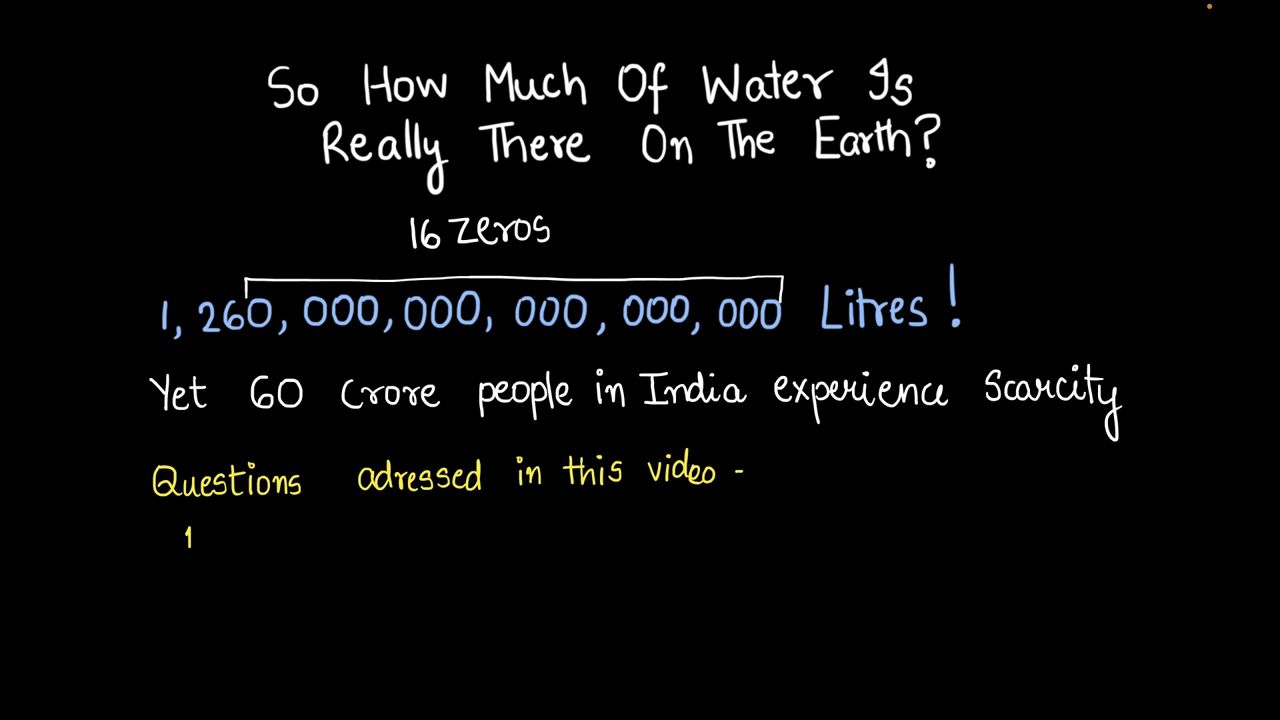 So How Much Of Water Is
Really There On The Earth?
16 zeros
1, 260, 000, 000, 000, 000, 000 Litres !
Yet 60 crore people in India experience scarcity
Questions adressed in this video -
1